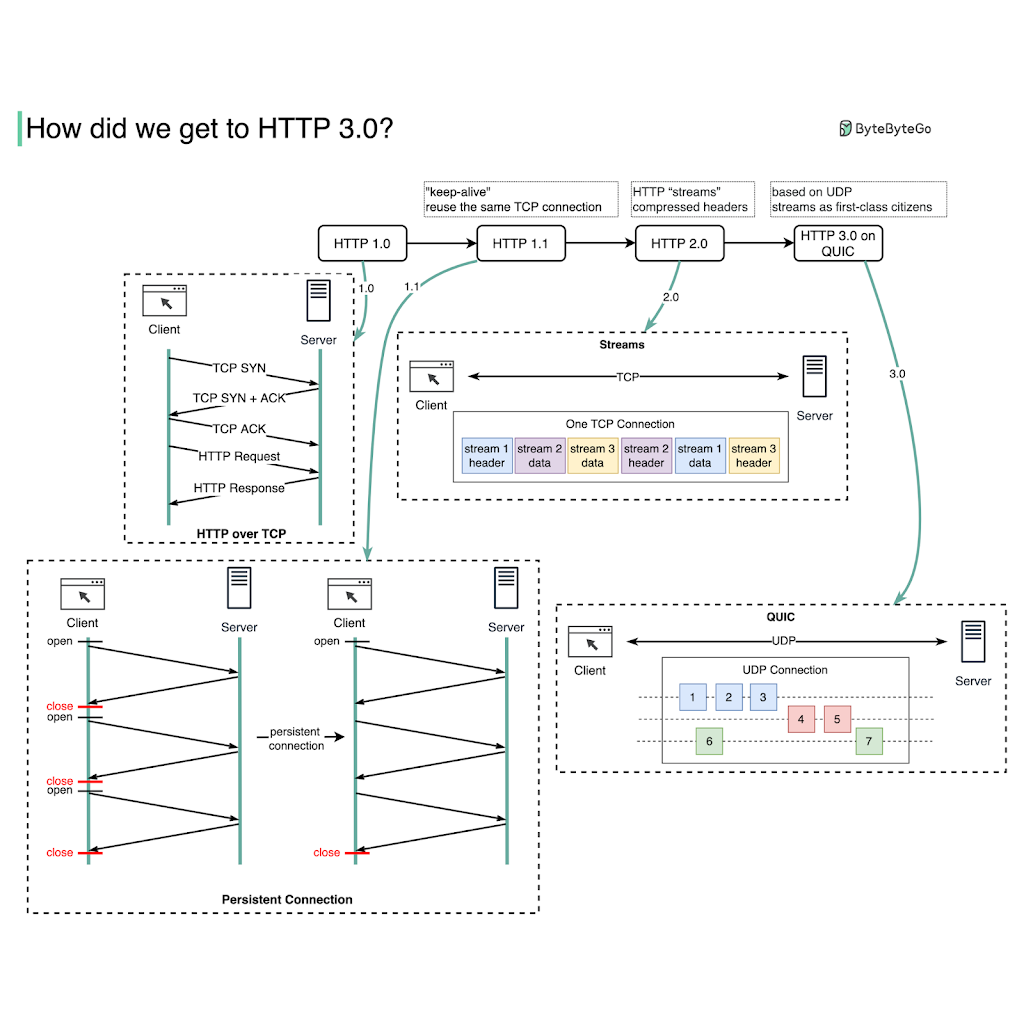 How did we get to HTTP 3.0?
ByteByteGo
"keep-alive"
reuse the same TCP connection
HTTP “streams”
compressed headers
based on UDP
streams as first-class citizens
HTTP 1.0
HTTP 1.1
HTTP 2.0
HTTP 3.0 on
QUIC
1.0
1.1
2.0
3.0
Client
Server
TCP SYN
TCP SYN + ACK
TCP ACK
HTTP Request
HTTP Response
HTTP over TCP
Streams
Client
TCP
Server
One TCP Connection
stream 1
header
stream 2
data
stream 3
data
stream 2
header
stream 1
data
stream 3
header
Client
Server
open
close
open
close
open
close
persistent
connection
Client
Server
open
close
Persistent Connection
QUIC
Client
UDP
Server
UDP Connection
1
2
3
4
5
6
7